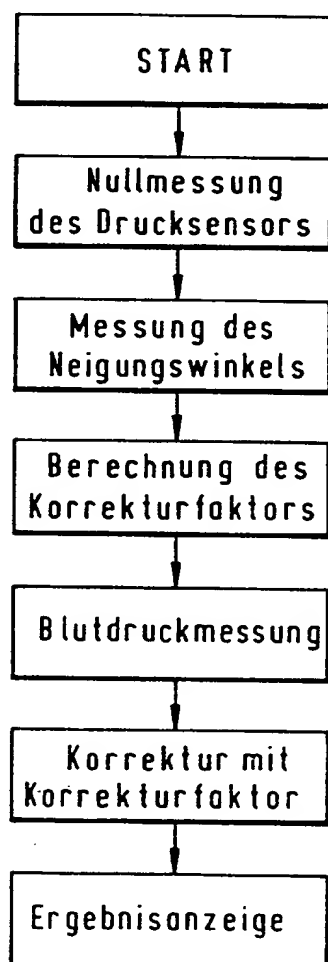 START
Nullmessung
des Drucksensors
Messung des
Neigungswinkels
Berechnung des
Korrekturfaktors
Blutdruckmessung
Korrektur mit
Korrekturfaktor
Ergebnisanzeige